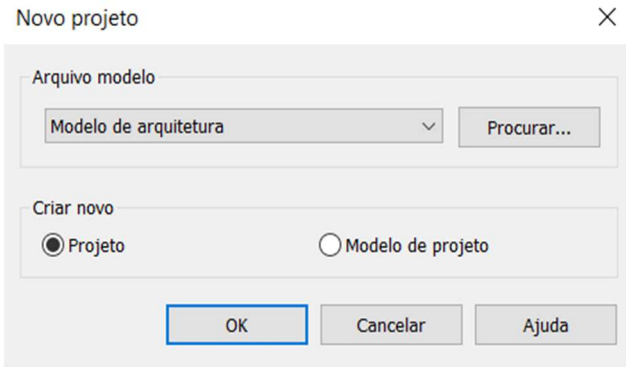 Novo projeto
Arquivo modelo
Modelo de arquitetura
Procurar...
Criar novo
Projeto
Modelo de projeto
OK
Cancelar
Ajuda